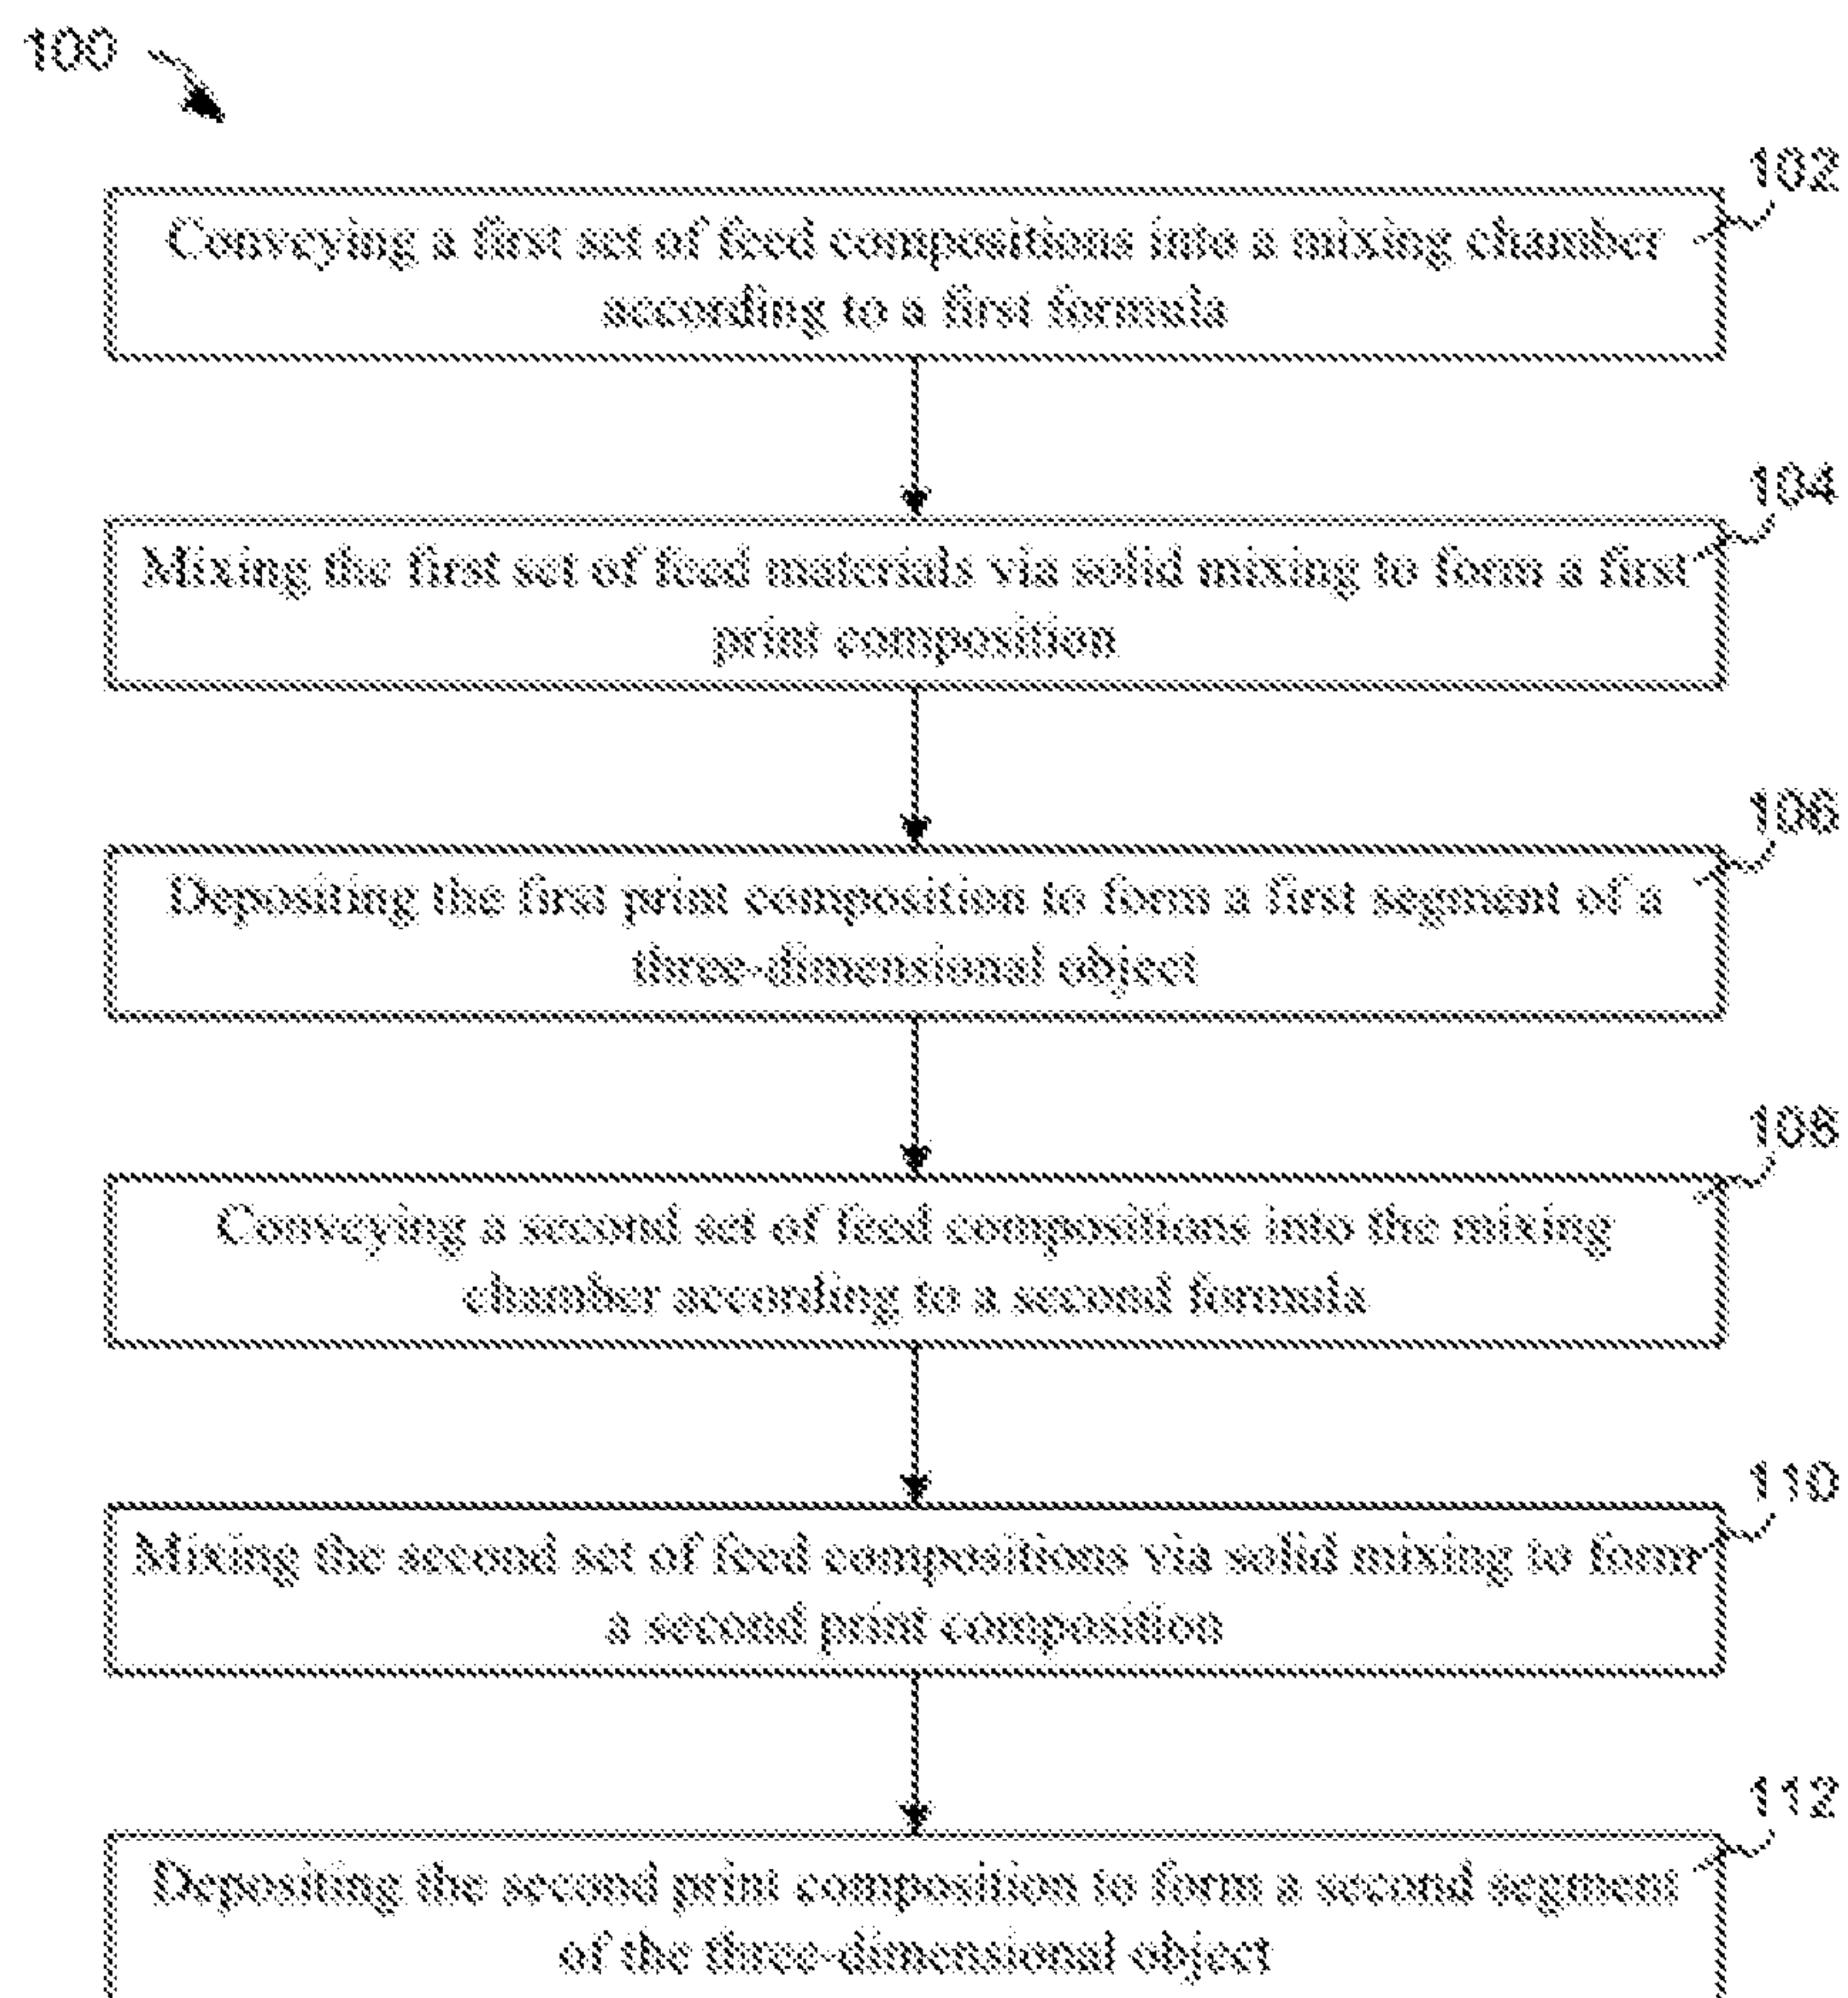 100
102
Conveying a first set of feed compositions into a mixing chamber
according to a first formula
104
Mixing the first set of feed materials via solid mixing to form a first
print composition
106
Depositing the first print composition to form a first segment of a
three-dimensional object
108
Conveying a second set of feed compositions into the mixing
chamber according to a second formula
110
Mixing the second set of feed compositions via solid mixing to form
a second print composition
112
Depositing the second print composition to form a second segment
of the three-dimensional object